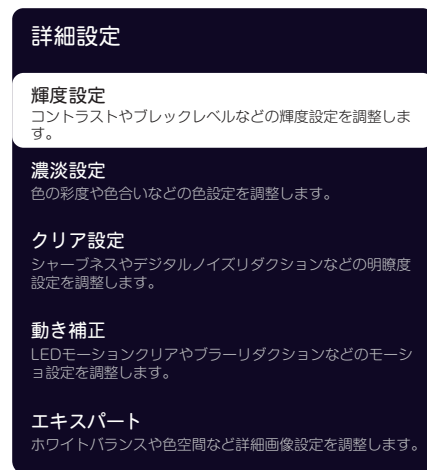 詳細設定
輝度設定
コントラストやブレックレベルなどの輝度設定を調整しま
す。
濃淡設定
色の彩度や色合いなどの色設定を調整します。
クリア設定
シャープネスやデジタルノイズリダクションなどの明瞭度
設定を調整します。
動き補正
LEDモーションクリアやブラーリダクションなどのモーシ
ョ設定を調整します。
エキスパート
ホワイトバランスや色空間など詳細画像設定を調整します。